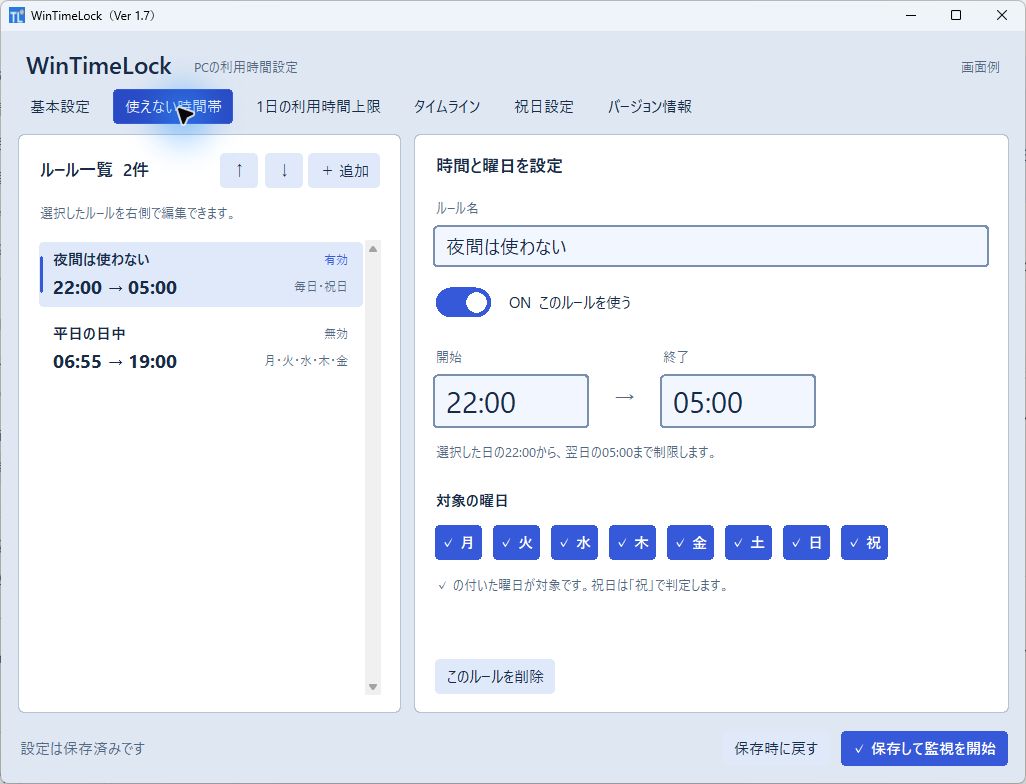 WinTimeLock (Ver 1.7)
WinTimeLock PCの利用時間設定 画面例
基本設定 使えない時間帯 1日の利用時間上限 タイムライン 祝日設定 バージョン情報
ルール一覧 2件 ↑ ↓ + 追加
選択したルールを右側で編集できます。
夜間は使わない 有効
22:00 → 05:00 毎日・祝日
平日の日中 無効
06:55 → 19:00 月・火・水・木・金
時間と曜日を設定
ルール名
夜間は使わない
ON このルールを使う
開始 終了
22:00 → 05:00
選択した日の22:00から、翌日の05:00まで制限します。
対象の曜日
✓ 月 ✓ 火 ✓ 水 ✓ 木 ✓ 金 ✓ 土 ✓ 日 ✓ 祝
✓ の付いた曜日が対象です。祝日は「祝」で判定します。
このルールを削除
設定は保存済みです 保存時に戻す ✓ 保存して監視を開始